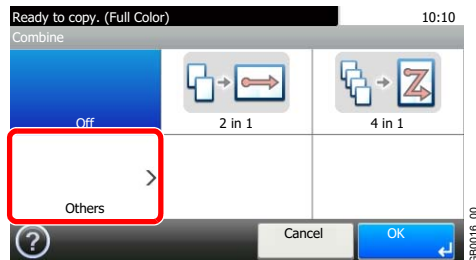 Ready to copy. (Full Color) 10:10
Combine
Off 2 in 1 4 in 1
Others
? Cancel OK
GB0016_00